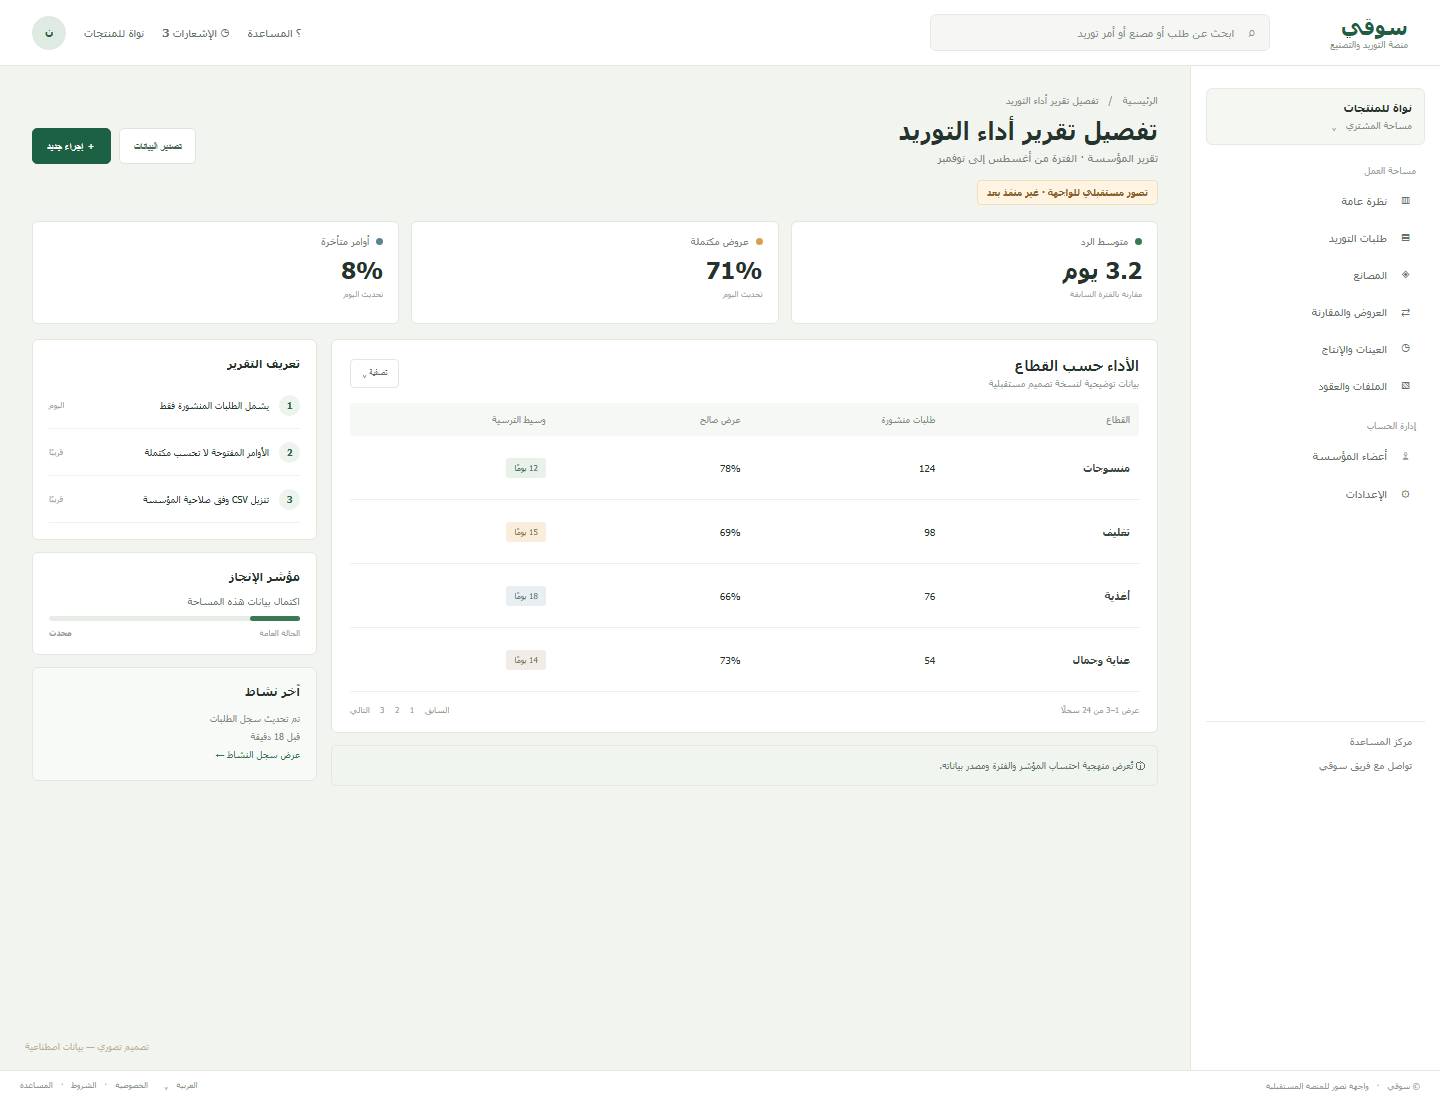 سوقي
منصة التوريد والتصنيع
ابحث عن طلب أو مصنع أو أمر توريد
؟ المساعدة
الإشعارات 3
نواة للمنتجات
ن
نواة للمنتجات
مساحة المشتري
مساحة العمل
نظرة عامة
طلبات التوريد
المصانع
العروض والمقارنة
العينات والإنتاج
الملفات والعقود
إدارة الحساب
أعضاء المؤسسة
الإعدادات
مركز المساعدة
تواصل مع فريق سوقي
الرئيسية / تفصيل تقرير أداء التوريد
تفصيل تقرير أداء التوريد
تقرير المؤسسة · الفترة من أغسطس إلى نوفمبر
تصور مستقبلي للواجهة · غير منفذ بعد
تصدير البيانات
+ إجراء جديد
متوسط الرد
3.2 يوم
مقارنة بالفترة السابقة
عروض مكتملة
71%
تحديث اليوم
أوامر متأخرة
8%
تحديث اليوم
الأداء حسب القطاع
بيانات توضيحية لنسخة تصميم مستقبلية
تصفية
القطاع طلبات منشورة عرض صالح وسيط الترسية
منسوجات 124 78% 12 يومًا
تغليف 98 69% 15 يومًا
أغذية 76 66% 18 يومًا
عناية وجمال 54 73% 14 يومًا
عرض 1–3 من 24 سجلًا
السابق 1 2 3 التالي
تُعرض منهجية احتساب المؤشر والفترة ومصدر بياناته.
تعريف التقرير
1 يشمل الطلبات المنشورة فقط اليوم
2 الأوامر المفتوحة لا تحسب مكتملة قريبًا
3 تنزيل CSV وفق صلاحية المؤسسة قريبًا
مؤشر الإنجاز
اكتمال بيانات هذه المساحة
الحالة العامة محدث
آخر نشاط
تم تحديث سجل الطلبات
قبل 18 دقيقة
عرض سجل النشاط ←
تصميم تصوري — بيانات اصطناعية
© سوقي · واجهة تصور للمنصة المستقبلية
العربية الخصوصية · الشروط · المساعدة